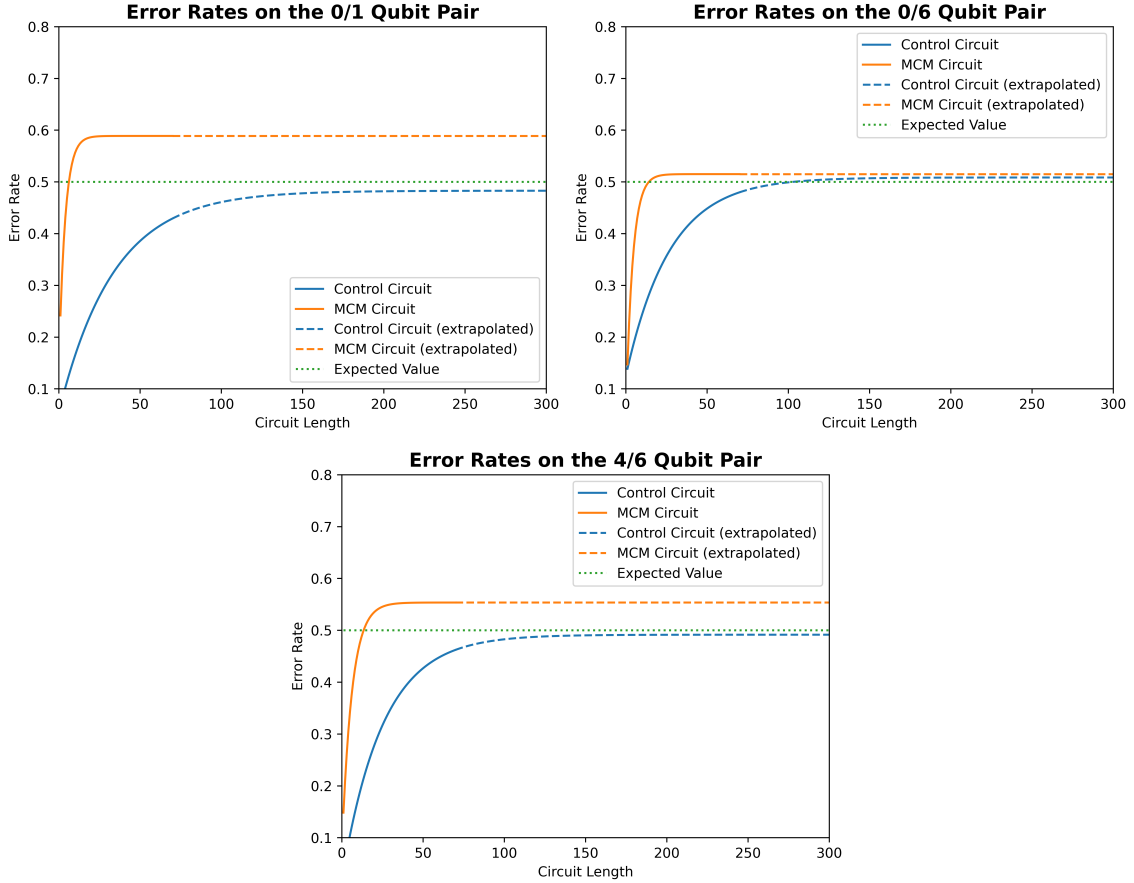 Error Rates on the 0/1 Qubit Pair
0.8
0.7
0.6
0.5
0.4
0.3
0.2
0.1
Error Rate
0
50
100
150
200
250
300
Circuit Length
Control Circuit
MCM Circuit
Control Circuit (extrapolated)
MCM Circuit (extrapolated)
Expected Value
Error Rates on the 0/6 Qubit Pair
0.8
0.7
0.6
0.5
0.4
0.3
0.2
0.1
Error Rate
0
50
100
150
200
250
300
Circuit Length
Control Circuit
MCM Circuit
Control Circuit (extrapolated)
MCM Circuit (extrapolated)
Expected Value
Error Rates on the 4/6 Qubit Pair
0.8
0.7
0.6
0.5
0.4
0.3
0.2
0.1
Error Rate
0
50
100
150
200
250
300
Circuit Length
Control Circuit
MCM Circuit
Control Circuit (extrapolated)
MCM Circuit (extrapolated)
Expected Value